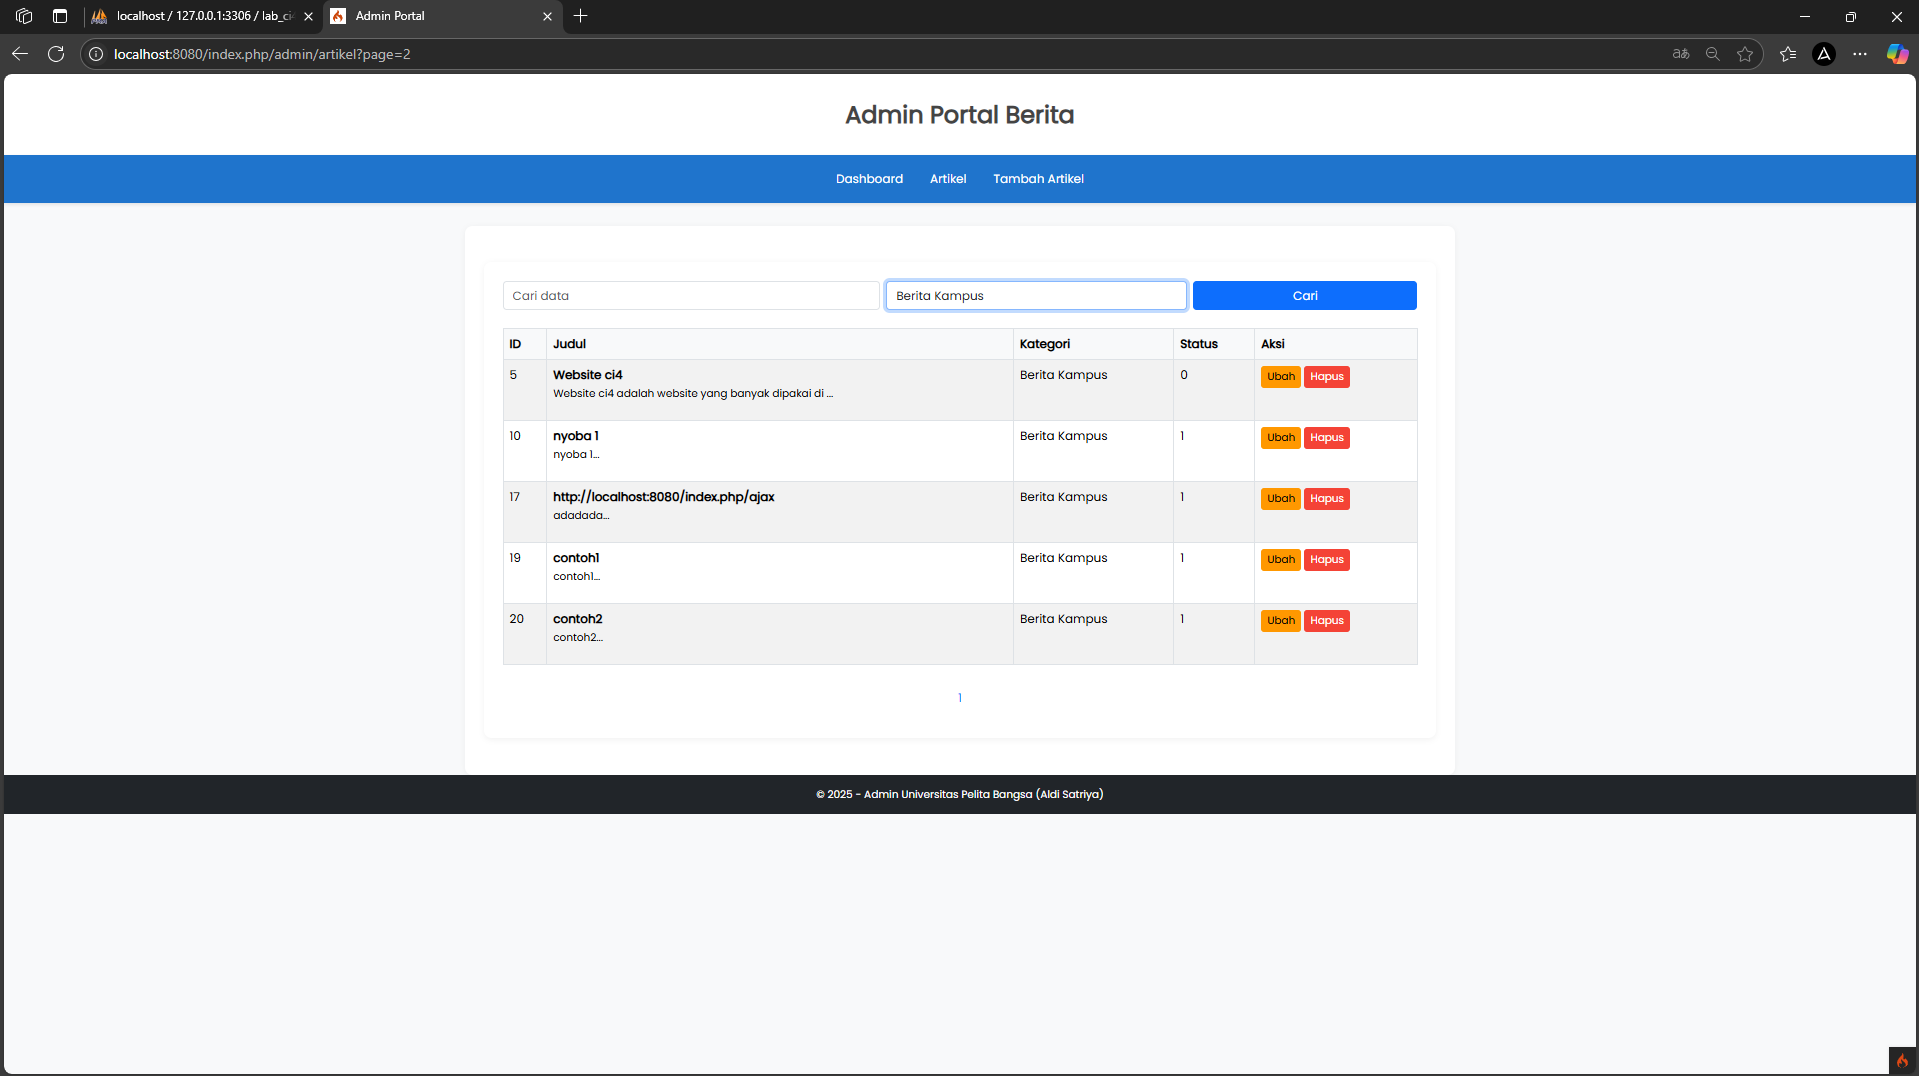 localhost / 127.0.0.1:3306 / lab_ci
Admin Portal
localhost:8080/index.php/admin/artikel?page=2
Admin Portal Berita
Dashboard Artikel Tambah Artikel
Cari data Berita Kampus Cari
ID Judul Kategori Status Aksi
5 Website ci4 Berita Kampus 0 Ubah Hapus
Website ci4 adalah website yang banyak dipakai di ...
10 nyoba 1 Berita Kampus 1 Ubah Hapus
nyoba 1...
17 http://localhost:8080/index.php/ajax Berita Kampus 1 Ubah Hapus
adadada...
19 contoh1 Berita Kampus 1 Ubah Hapus
contoh1...
20 contoh2 Berita Kampus 1 Ubah Hapus
contoh2...
1
© 2025 - Admin Universitas Pelita Bangsa (Aldi Satriya)